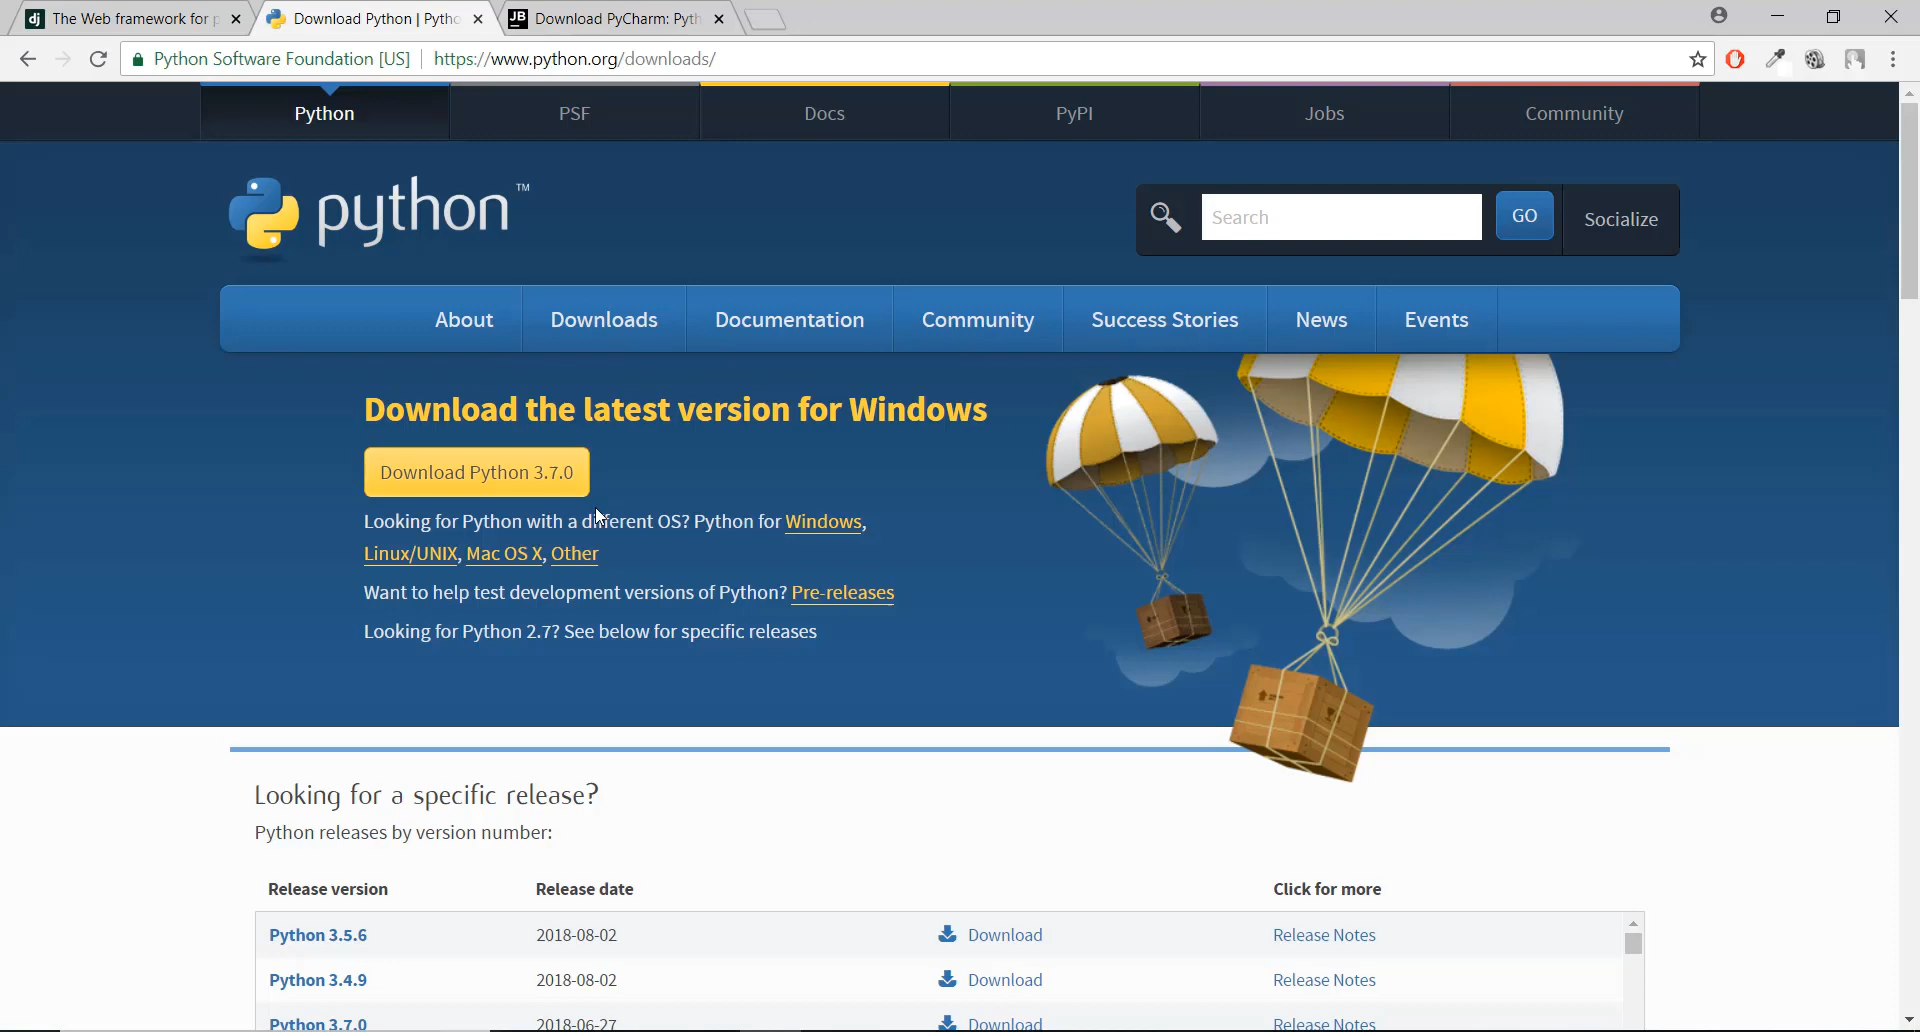 dj The Web framework for p
Download Python | Pytho
JB Download PyCharm: Pyth
Python Software Foundation [US] https://www.python.org/downloads/
Python PSF Docs PyPI Jobs Community
python™
Search GO Socialize
About Downloads Documentation Community Success Stories News Events
Download the latest version for Windows
Download Python 3.7.0
Looking for Python with a different OS? Python for Windows,
Linux/UNIX, Mac OS X, Other
Want to help test development versions of Python? Pre-releases
Looking for Python 2.7? See below for specific releases
Looking for a specific release?
Python releases by version number:
Release version Release date Click for more
Python 3.5.6 2018-08-02 Download Release Notes
Python 3.4.9 2018-08-02 Download Release Notes
Python 3.7.0 2018-06-27 Download Release Notes